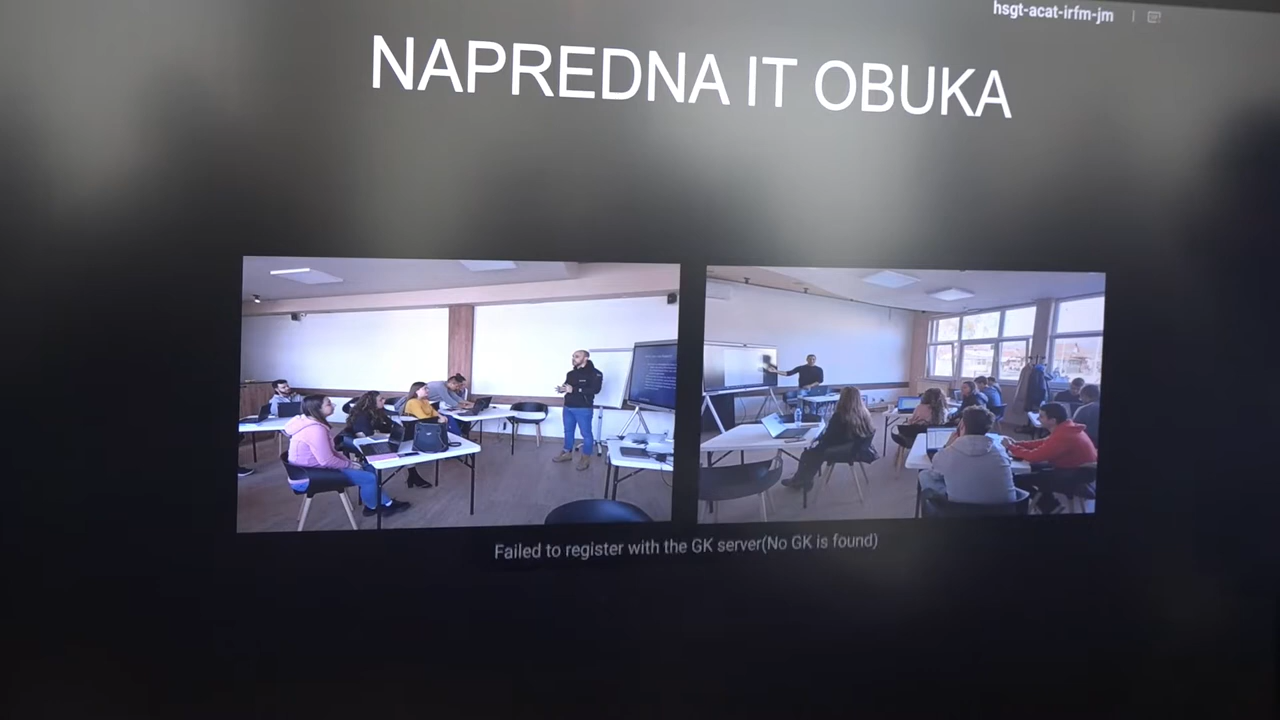 hsgt-acat-irfm-jm
NAPREDNA IT OBUKA
Failed to register with the GK server(No GK is found)